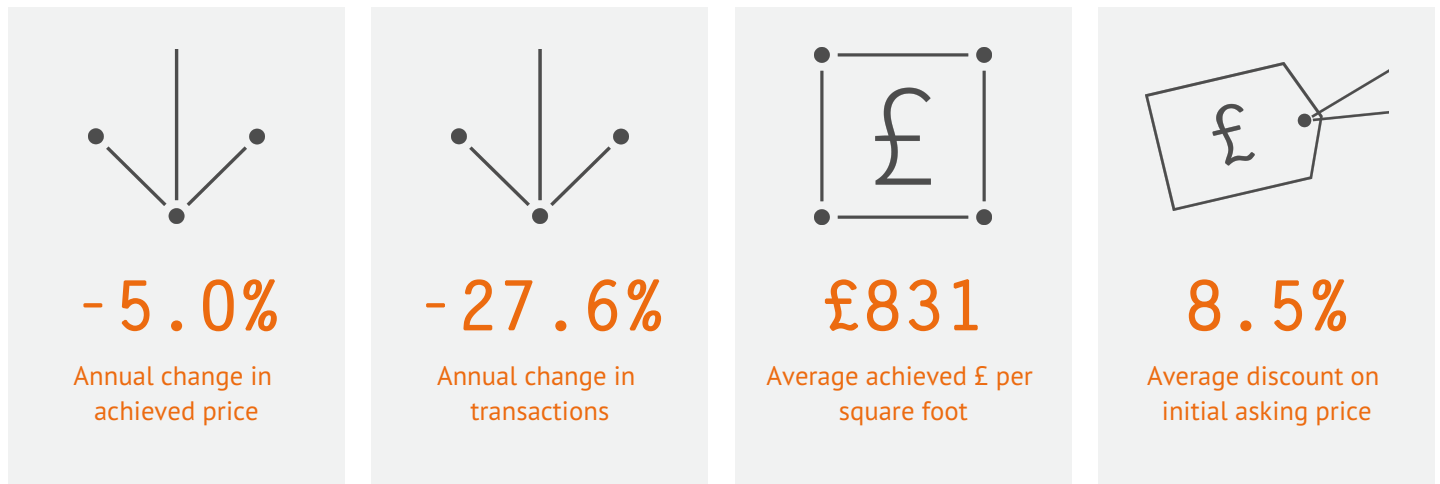 £
£
-5.0%
Annual change in
achieved price
-27.6%
Annual change in
transactions
£831
Average achieved £ per
square foot
8.5%
Average discount on
initial asking price